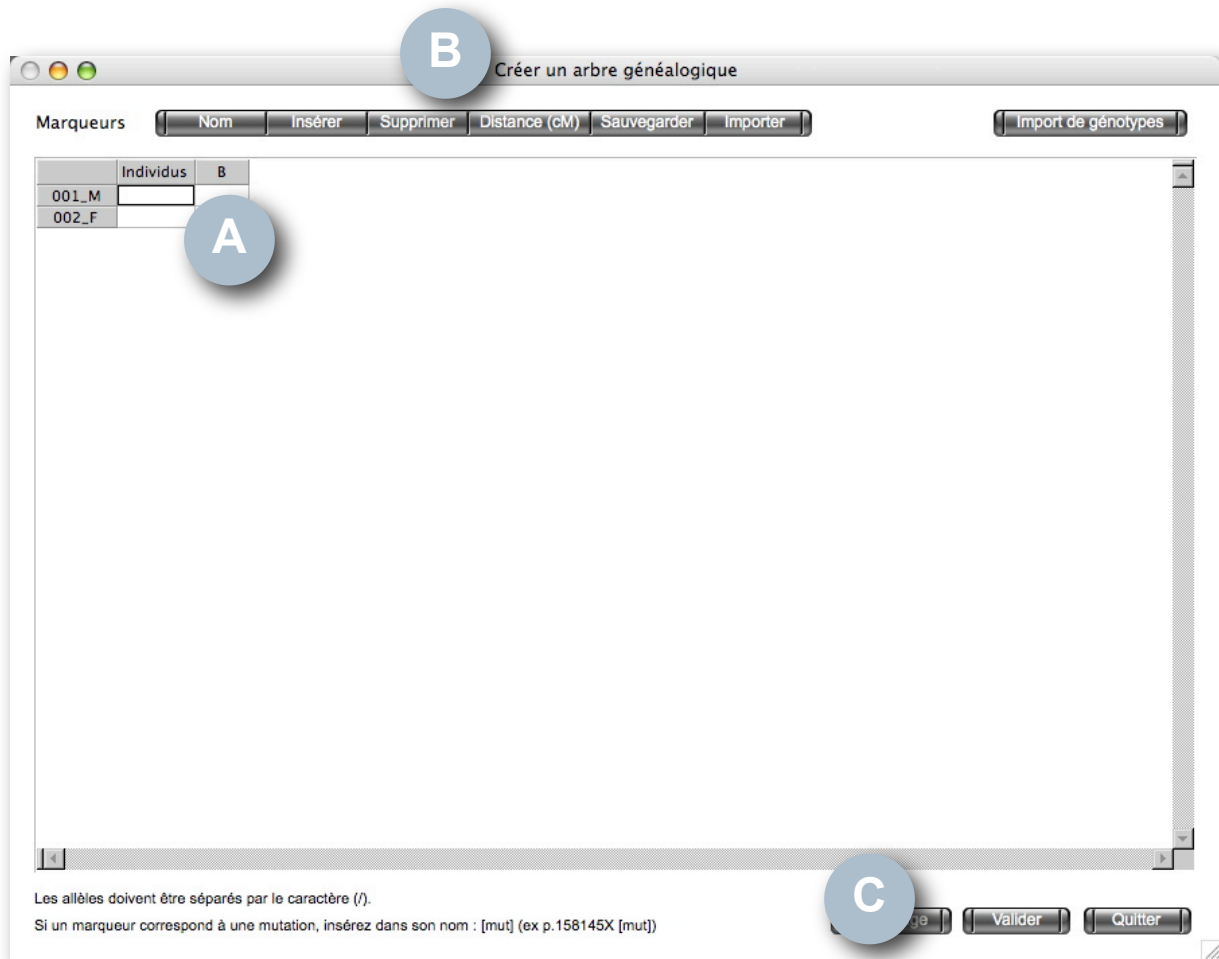 B
Créer un arbre généalogique
Marqueurs Nom Insérer Supprimer Distance (cM) Sauvegarder Importer Import de génotypes
Individus B
001_M
002_F
A
Les allèles doivent être séparés par le caractère (/).
Si un marqueur correspond à une mutation, insérez dans son nom : [mut] (ex p.158145X [mut])
C
Valider Quitter